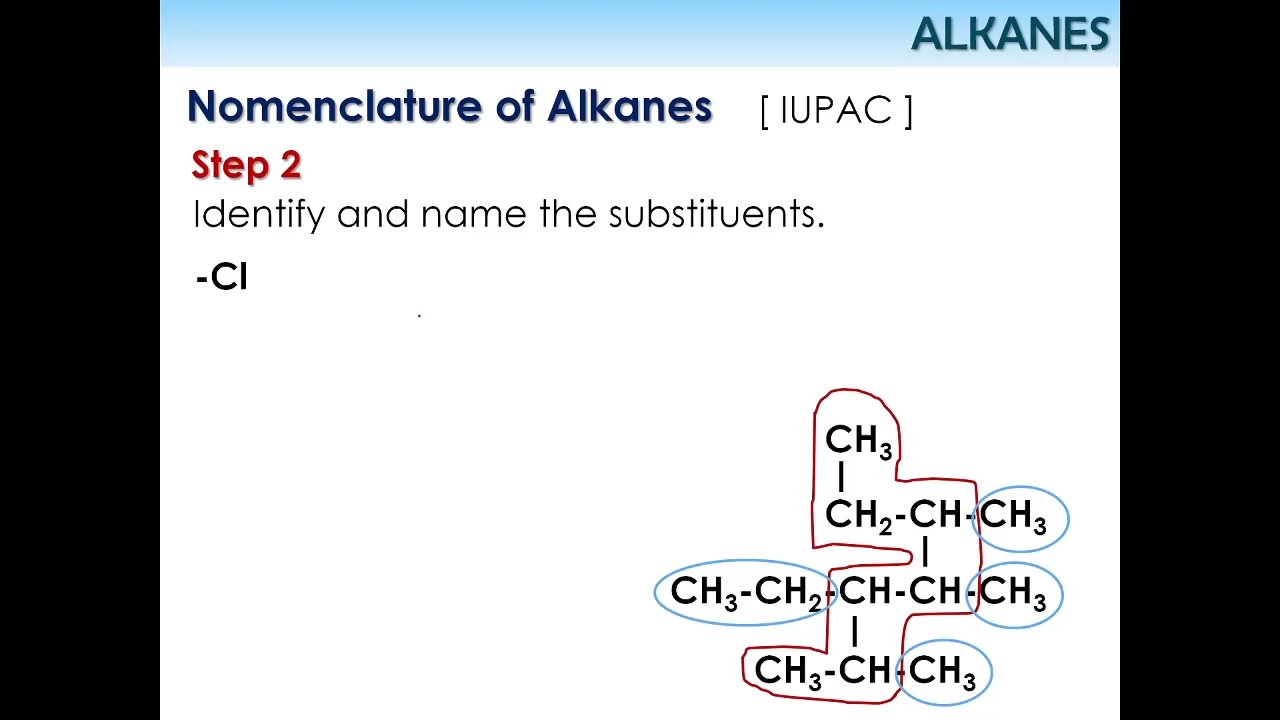 ALKANES
Nomenclature of Alkanes [ IUPAC ]
Step 2
Identify and name the substituents.
-Cl
CH₃
CH₂-CH-CH₃
CH₃-CH₂-CH-CH-CH₃
CH₃-CH-CH₃